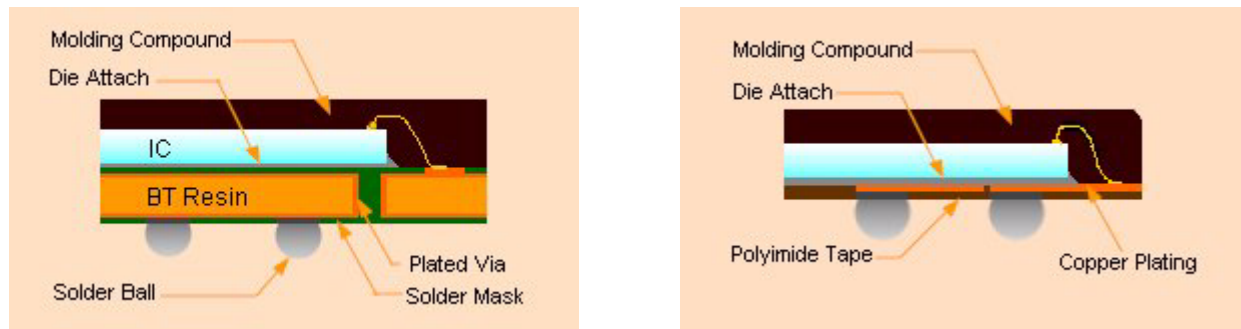 Molding Compound
Die Attach
IC
BT Resin
Plated Via
Solder Ball
Solder Mask
Molding Compound
Die Attach
Polyimide Tape
Copper Plating